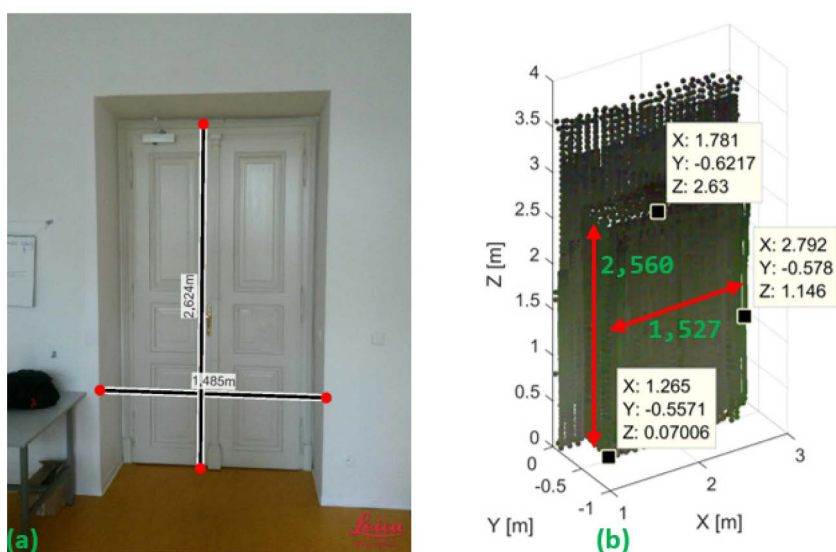 2,624m
1,485m
Leica
(a)
4
3.5
3
2.5
2
1.5
1
0.5
0
Z [m]
X: 1.781
Y: -0.6217
Z: 2.63
X: 2.792
Y: -0.578
Z: 1.146
2,560
1,527
X: 1.265
Y: -0.5571
Z: 0.07006
0
-0.5
-1
Y [m]
1
2
3
X [m]
(b)